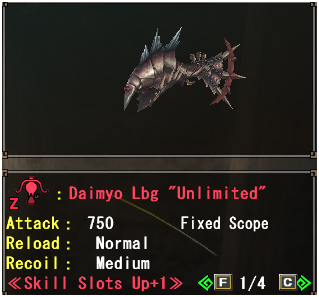 Z : Daimyo Lbg "Unlimited"
Attack : 750 Fixed Scope
Reload : Normal
Recoil : Medium
≪Skill Slots Up+1≫ F 1/4 C